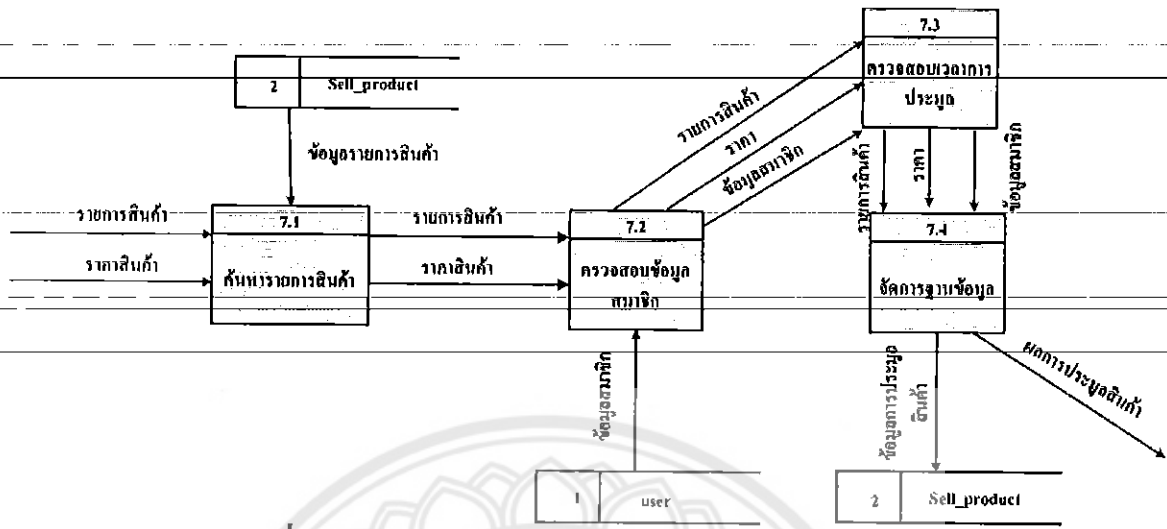 7.3
ตรวจสอบเวลาการ
ประมูล
2 Sell_product
ข้อมูลรายการสินค้า
รายการสินค้า
ราคา
ข้อมูลสมาชิก
รายการสินค้า
ราคา
ข้อมูลสมาชิก
รายการสินค้า
ราคาสินค้า
7.1
ค้นหารายการสินค้า
รายการสินค้า
ราคาสินค้า
7.2
ตรวจสอบข้อมูล
สมาชิก
7.4
จัดการฐานข้อมูล
ข้อมูลสมาชิก
ข้อมูลการประมูล
สินค้า
ผลการประมูลสินค้า
1 user
2 Sell_product